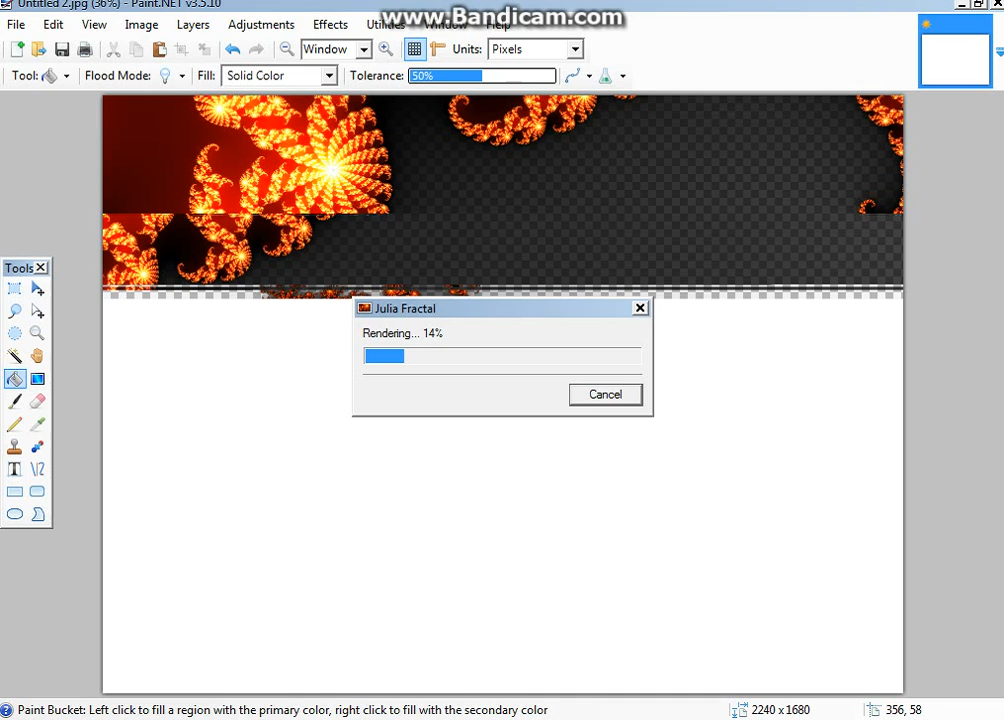 Untitled 2.jpg (36%) - Paint.NET v3.5.10
www.Bandicam.com
File Edit View Image Layers Adjustments Effects Utilities Window Help
Window Units: Pixels
Tool: Flood Mode: Fill: Solid Color Tolerance: 50%
Tools
Julia Fractal
Rendering... 14%
Cancel
T
Paint Bucket: Left click to fill a region with the primary color, right click to fill with the secondary color 2240 x 1680 356, 58